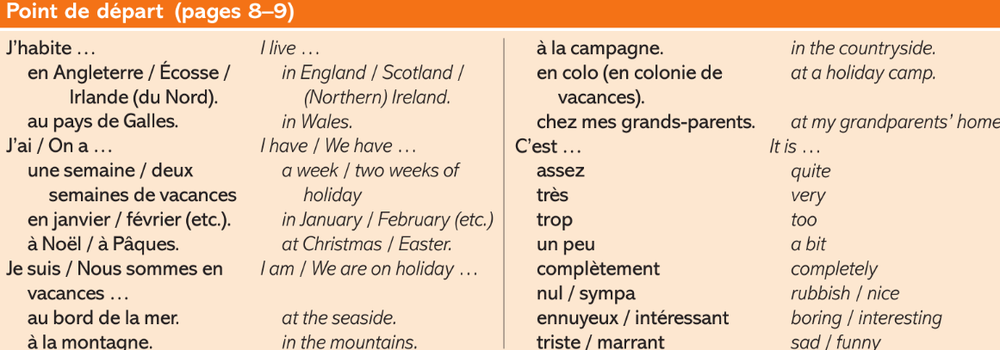 Point de départ (pages 8–9)
J'habite … I live …
en Angleterre / Écosse / in England / Scotland /
Irlande (du Nord). (Northern) Ireland.
au pays de Galles. in Wales.
J'ai / On a … I have / We have …
une semaine / deux a week / two weeks of
semaines de vacances holiday
en janvier / février (etc.). in January / February (etc.)
à Noël / à Pâques. at Christmas / Easter.
Je suis / Nous sommes en I am / We are on holiday …
vacances …
au bord de la mer. at the seaside.
à la montagne. in the mountains.
à la campagne. in the countryside.
en colo (en colonie de at a holiday camp.
vacances).
chez mes grands-parents. at my grandparents' home
C'est … It is …
assez quite
très very
trop too
un peu a bit
complètement completely
nul / sympa rubbish / nice
ennuyeux / intéressant boring / interesting
triste / marrant sad / funny